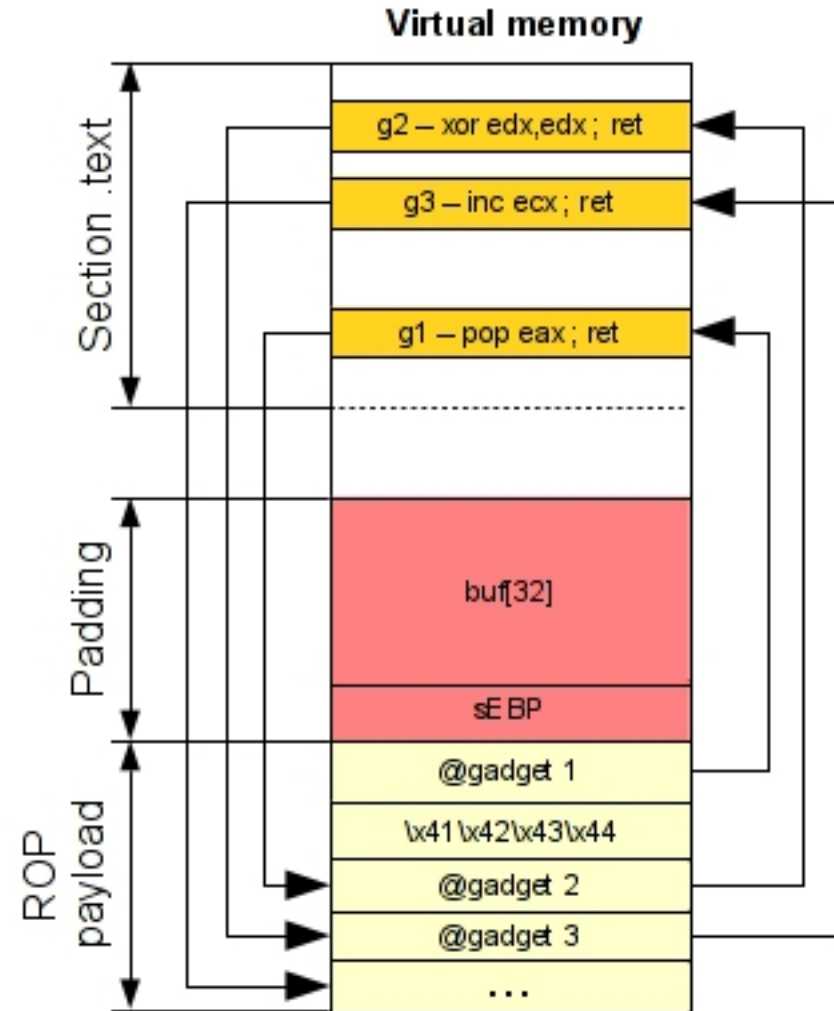 Virtual memory
Section .text
g2 – xor edx,edx ; ret
g3 – inc ecx ; ret
g1 – pop eax ; ret
Padding
buf[32]
sEBP
ROP
payload
@gadget 1
\x41\x42\x43\x44
@gadget 2
@gadget 3
...